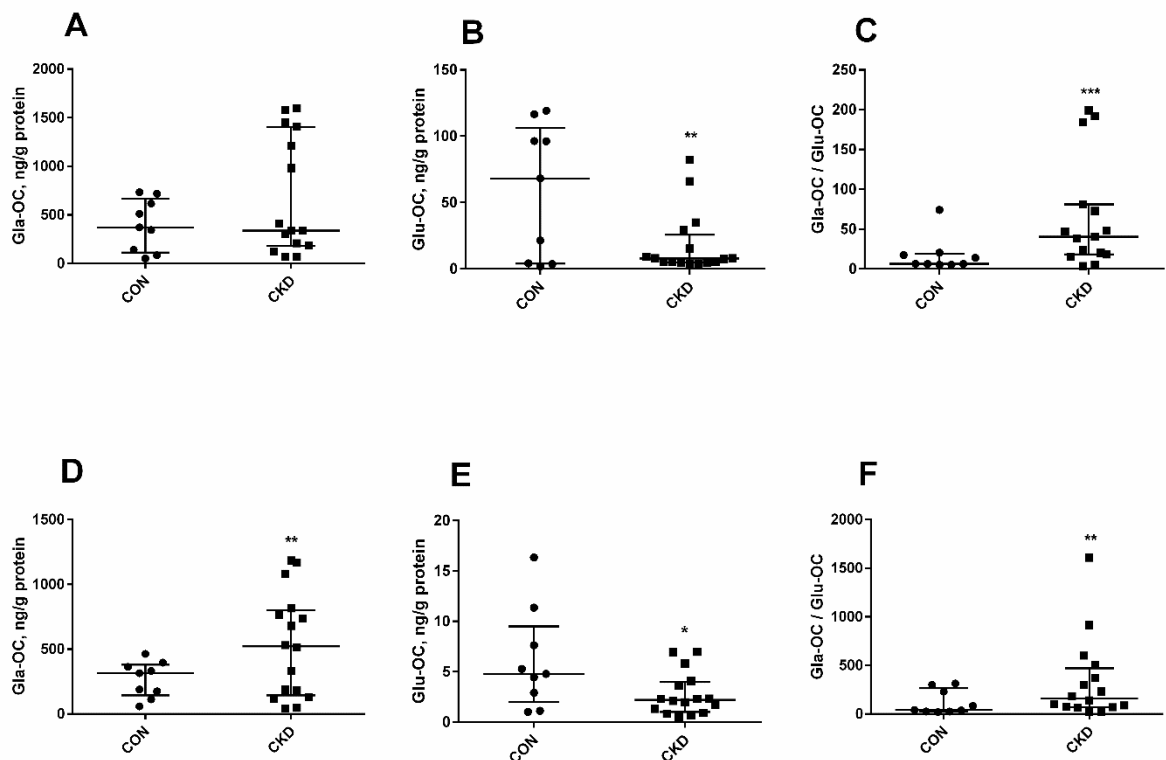 A
Gla-OC, ng/g protein
2000
1500
1000
500
0
CON
CKD
B
Glu-OC, ng/g protein
150
100
50
0
**
CON
CKD
C
Gla-OC / Glu-OC
250
200
150
100
50
0
***
CON
CKD
D
Gla-OC, ng/g protein
1500
1000
500
0
**
CON
CKD
E
Glu-OC, ng/g protein
20
15
10
5
0
*
CON
CKD
F
Gla-OC / Glu-OC
2000
1500
1000
500
0
**
CON
CKD